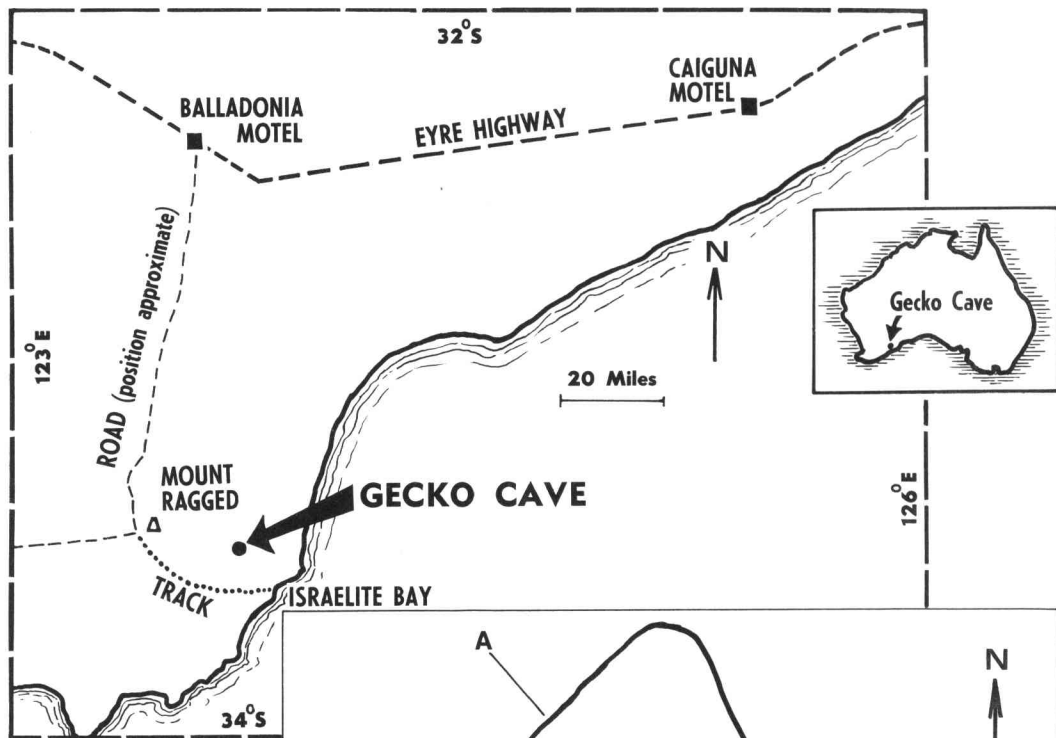 32°S
CAIGUNA
MOTEL
BALLADONIA
MOTEL
EYRE HIGHWAY
ROAD (position approximate)
N
Gecko Cave
123°E
20 Miles
MOUNT
RAGGED
GECKO CAVE
126°E
TRACK
ISRAELITE BAY
34°S
A
N